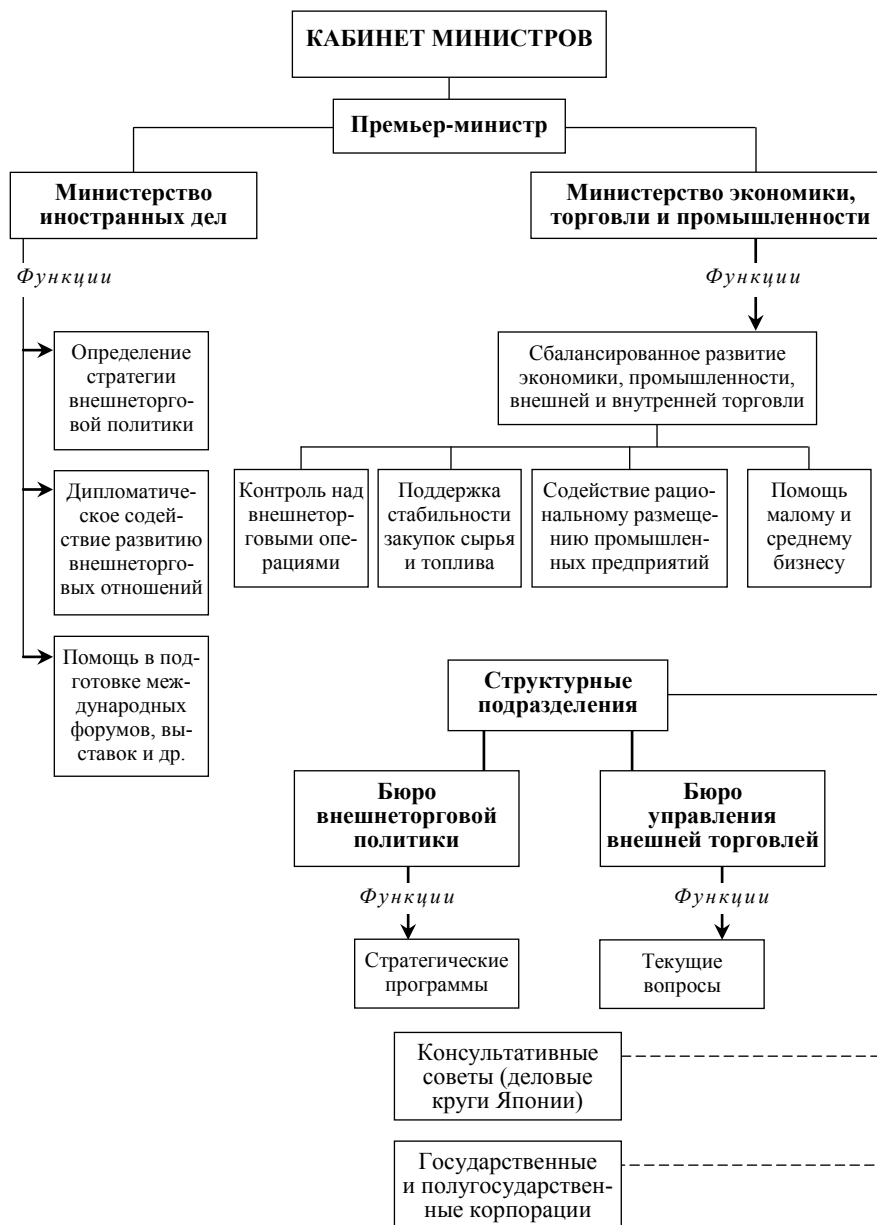 КАБИНЕТ МИНИСТРОВ
Премьер-министр
Министерство
иностранных дел
Министерство экономики,
торговли и промышленности
Функции
Функции
Определение
стратегии
внешнеторго-
вой политики
Сбалансированное развитие
экономики, промышленности,
внешней и внутренней торговли
Дипломатиче-
ское содей-
ствие развитию
внешнеторго-
вых отношений
Контроль над
внешнетор-
говыми опе-
рациями
Поддержка
стабильности
закупок сырья
и топлива
Содействие рацио-
нальному размеще-
нию промышлен-
ных предприятий
Помощь
малому и
среднему
бизнесу
Помощь в под-
готовке меж-
дународных
форумов, вы-
ставок и др.
Структурные
подразделения
Бюро
внешнеторговой
политики
Бюро
управления
внешней торговлей
Функции
Функции
Стратегические
программы
Текущие
вопросы
Консультативные
советы (деловые
круги Японии)
Государственные
и полугосударствен-
ные корпорации